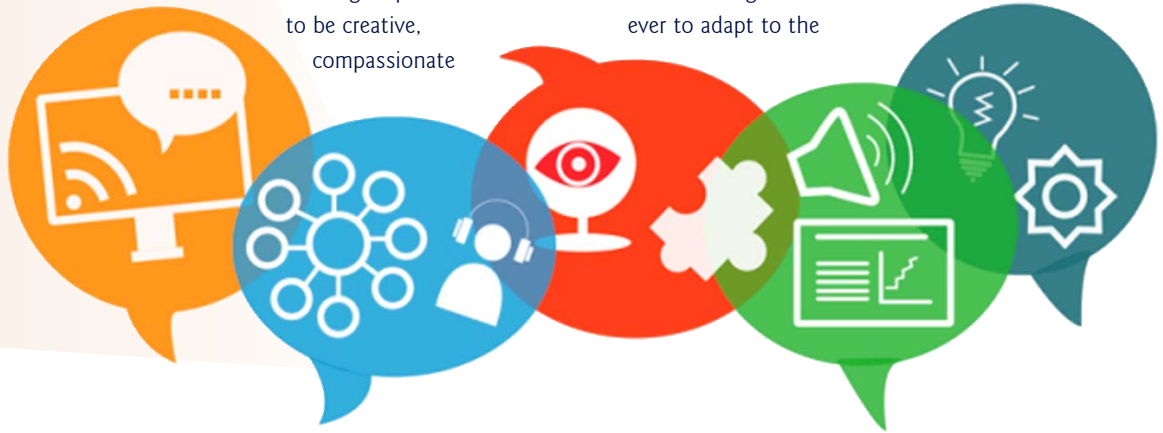 to be creative,
compassionate
ever to adapt to the